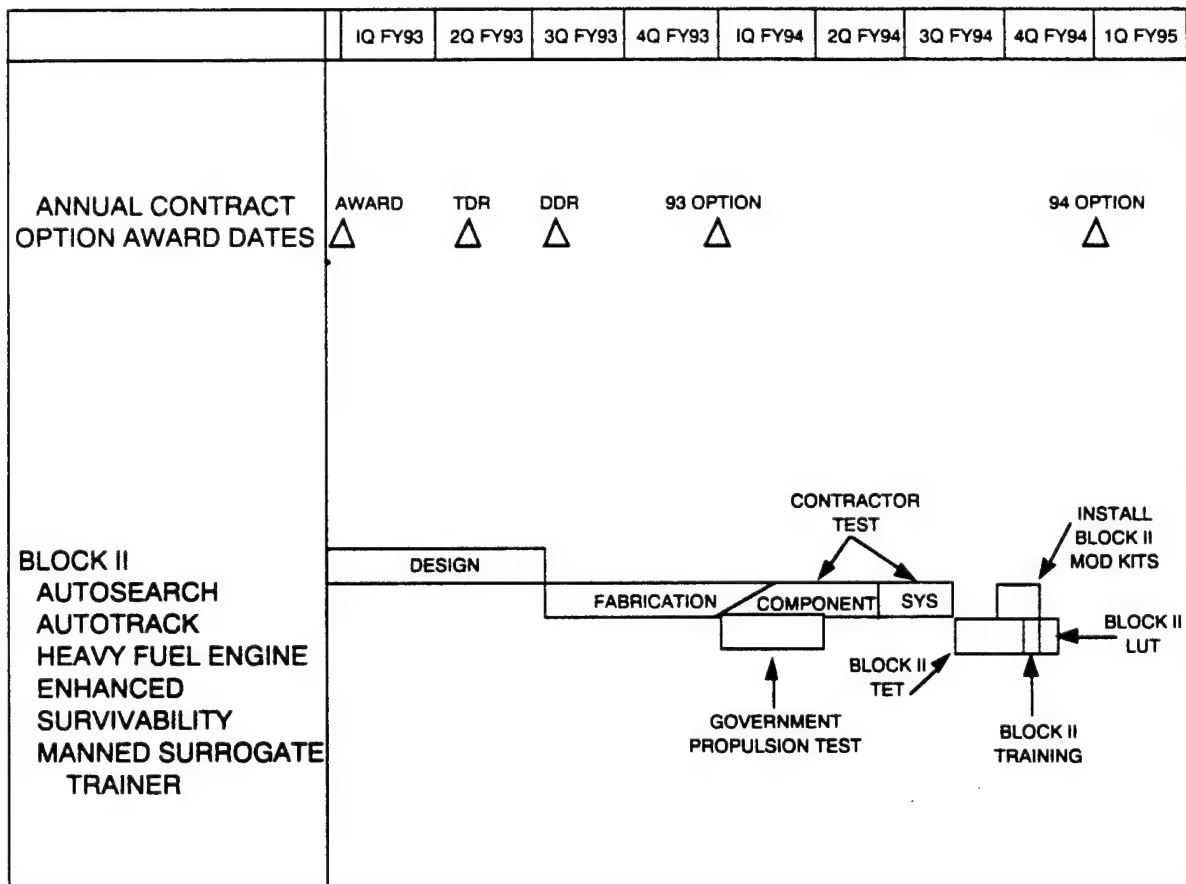 1Q FY93 2Q FY93 3Q FY93 4Q FY93 1Q FY94 2Q FY94 3Q FY94 4Q FY94 1Q FY95
ANNUAL CONTRACT
OPTION AWARD DATES
AWARD TDR DDR 93 OPTION 94 OPTION
BLOCK II
AUTOSEARCH
AUTOTRACK
HEAVY FUEL ENGINE
ENHANCED
SURVIVABILITY
MANNED SURROGATE
TRAINER
DESIGN
FABRICATION
CONTRACTOR
TEST
COMPONENT
SYS
GOVERNMENT
PROPULSION TEST
INSTALL
BLOCK II
MOD KITS
BLOCK II
TET
BLOCK II
LUT
BLOCK II
TRAINING